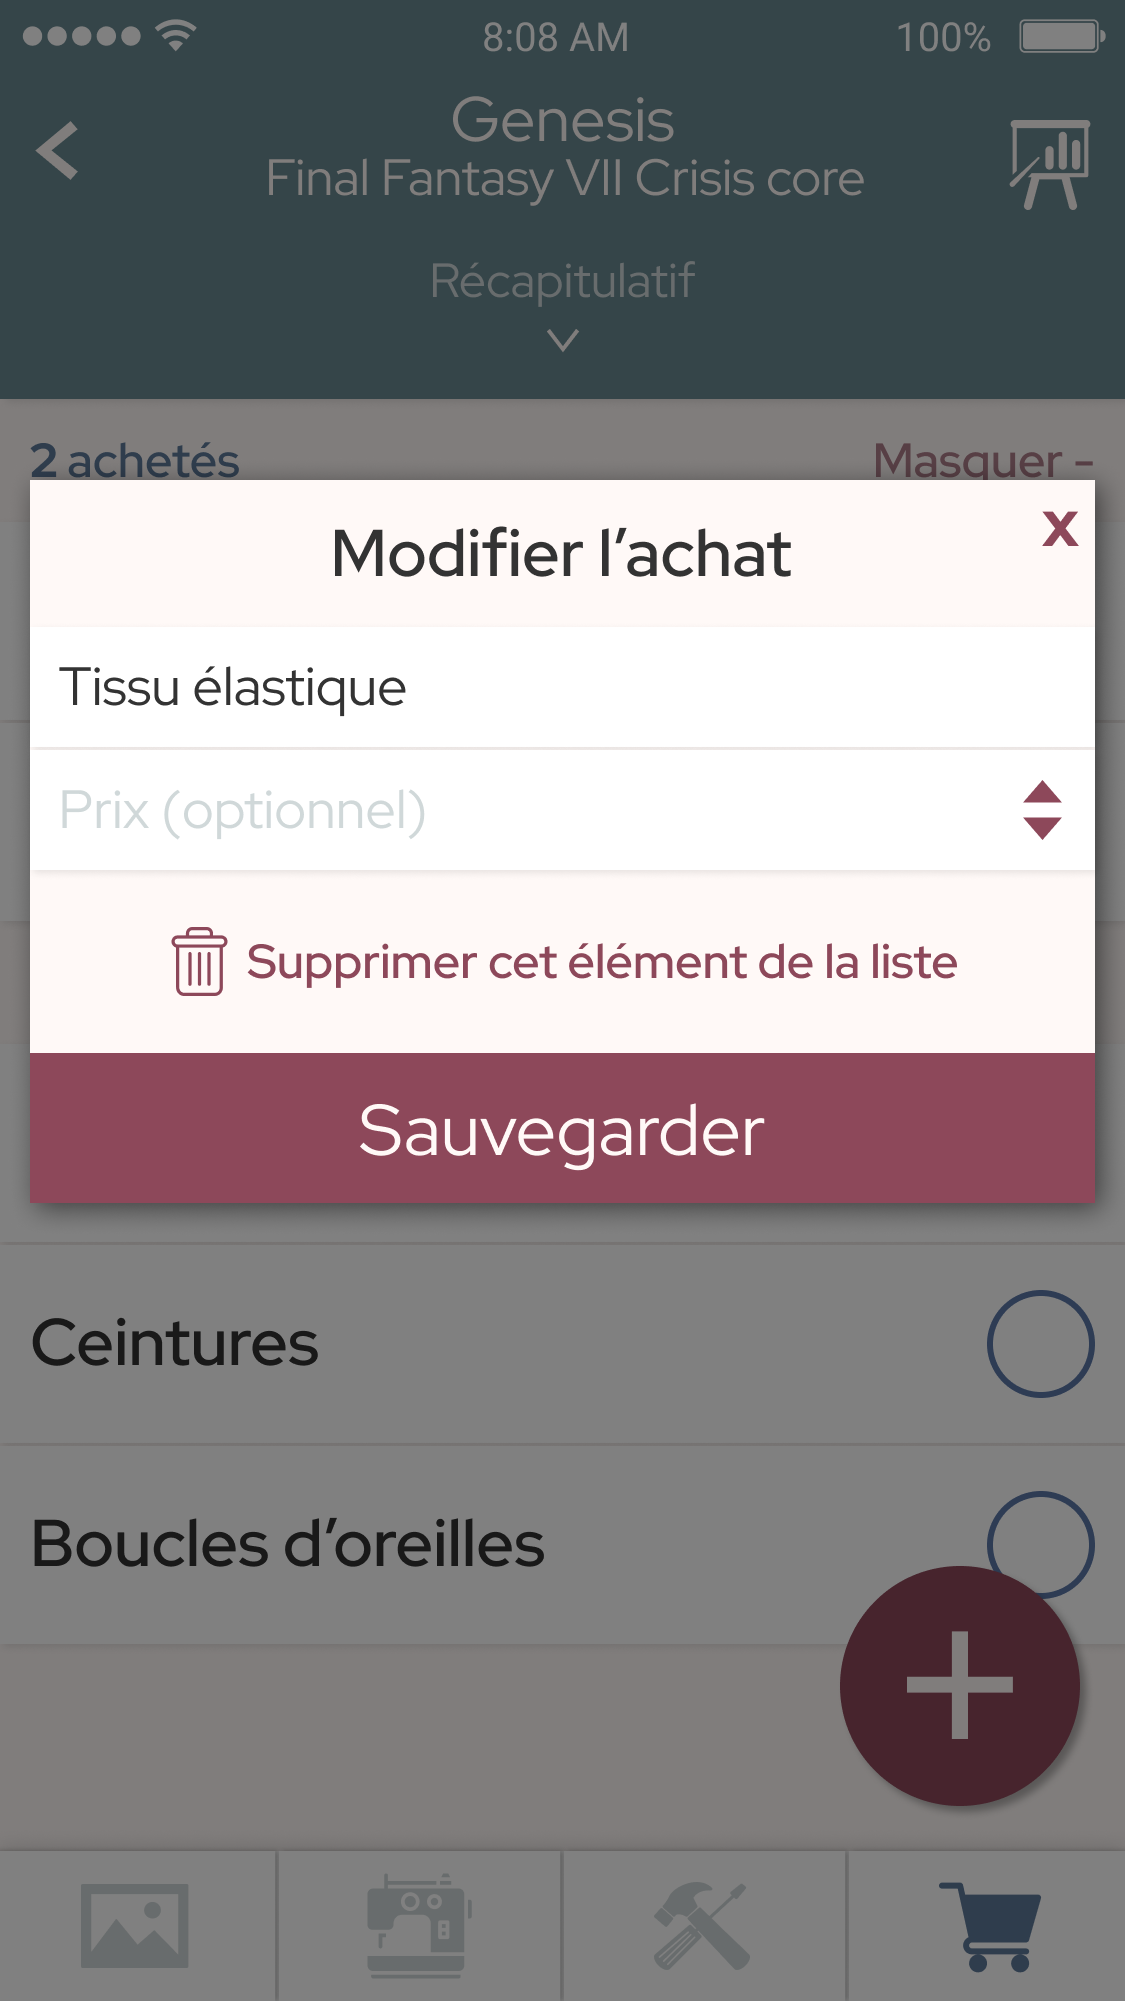 8:08 AM
100%
Genesis
Final Fantasy VII Crisis core
Récapitulatif
2 achetés
Masquer -
Modifier l’achat
x
Tissu élastique
Prix (optionnel)
Supprimer cet élément de la liste
Sauvegarder
Ceintures
Boucles d’oreilles